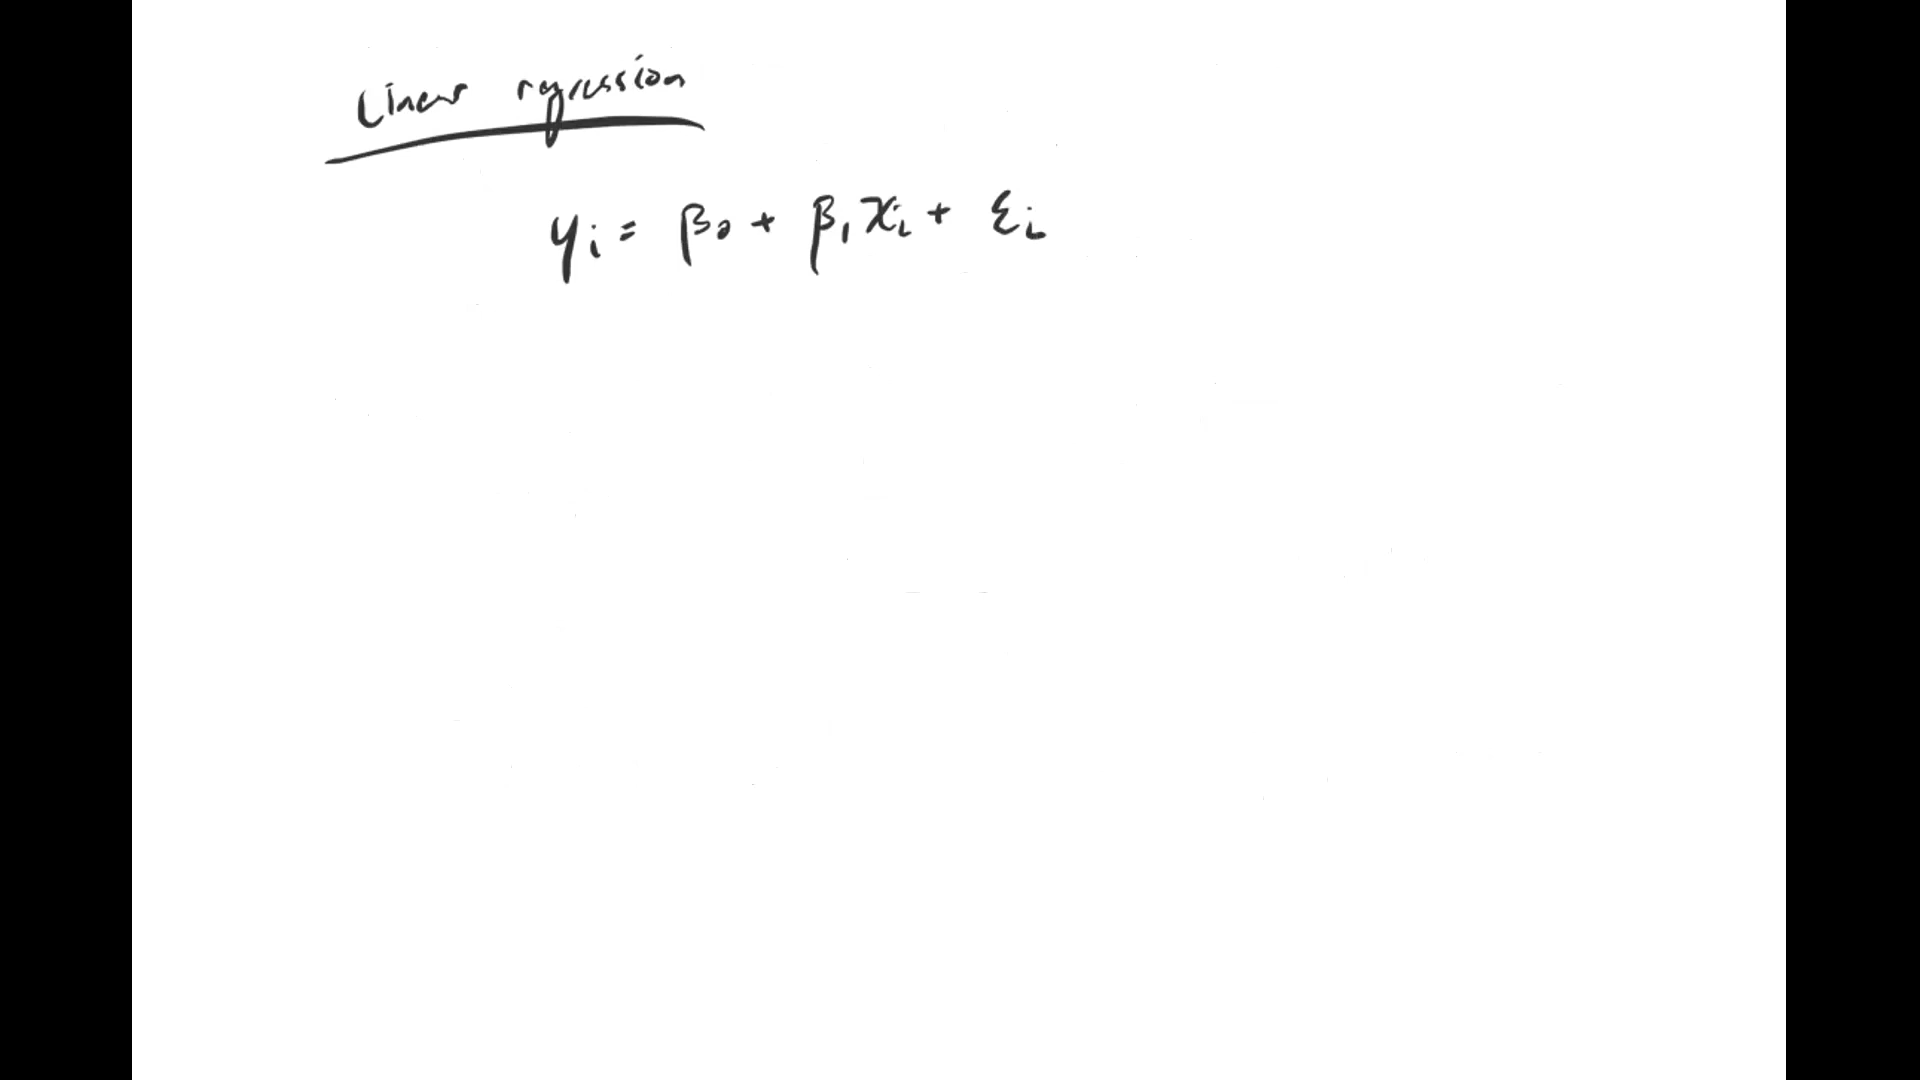 Linear regression
yᵢ = β₀ + β₁xᵢ + εᵢ